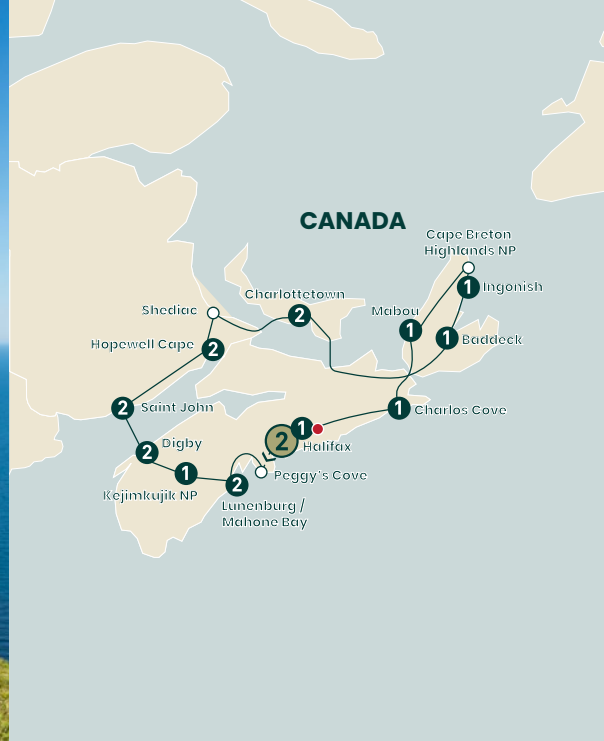 CANADA
Cape Breton
Highlands NP
1
Ingonish
Charlottetown
2
Shediac
Mabou
1
1
Baddeck
Hopewell Cape
2
2
Saint John
1
Charlos Cove
1
2
Halifax
Digby
2
1
Kejimkujik NP
Peggy's Cove
2
Lunenburg /
Mahone Bay